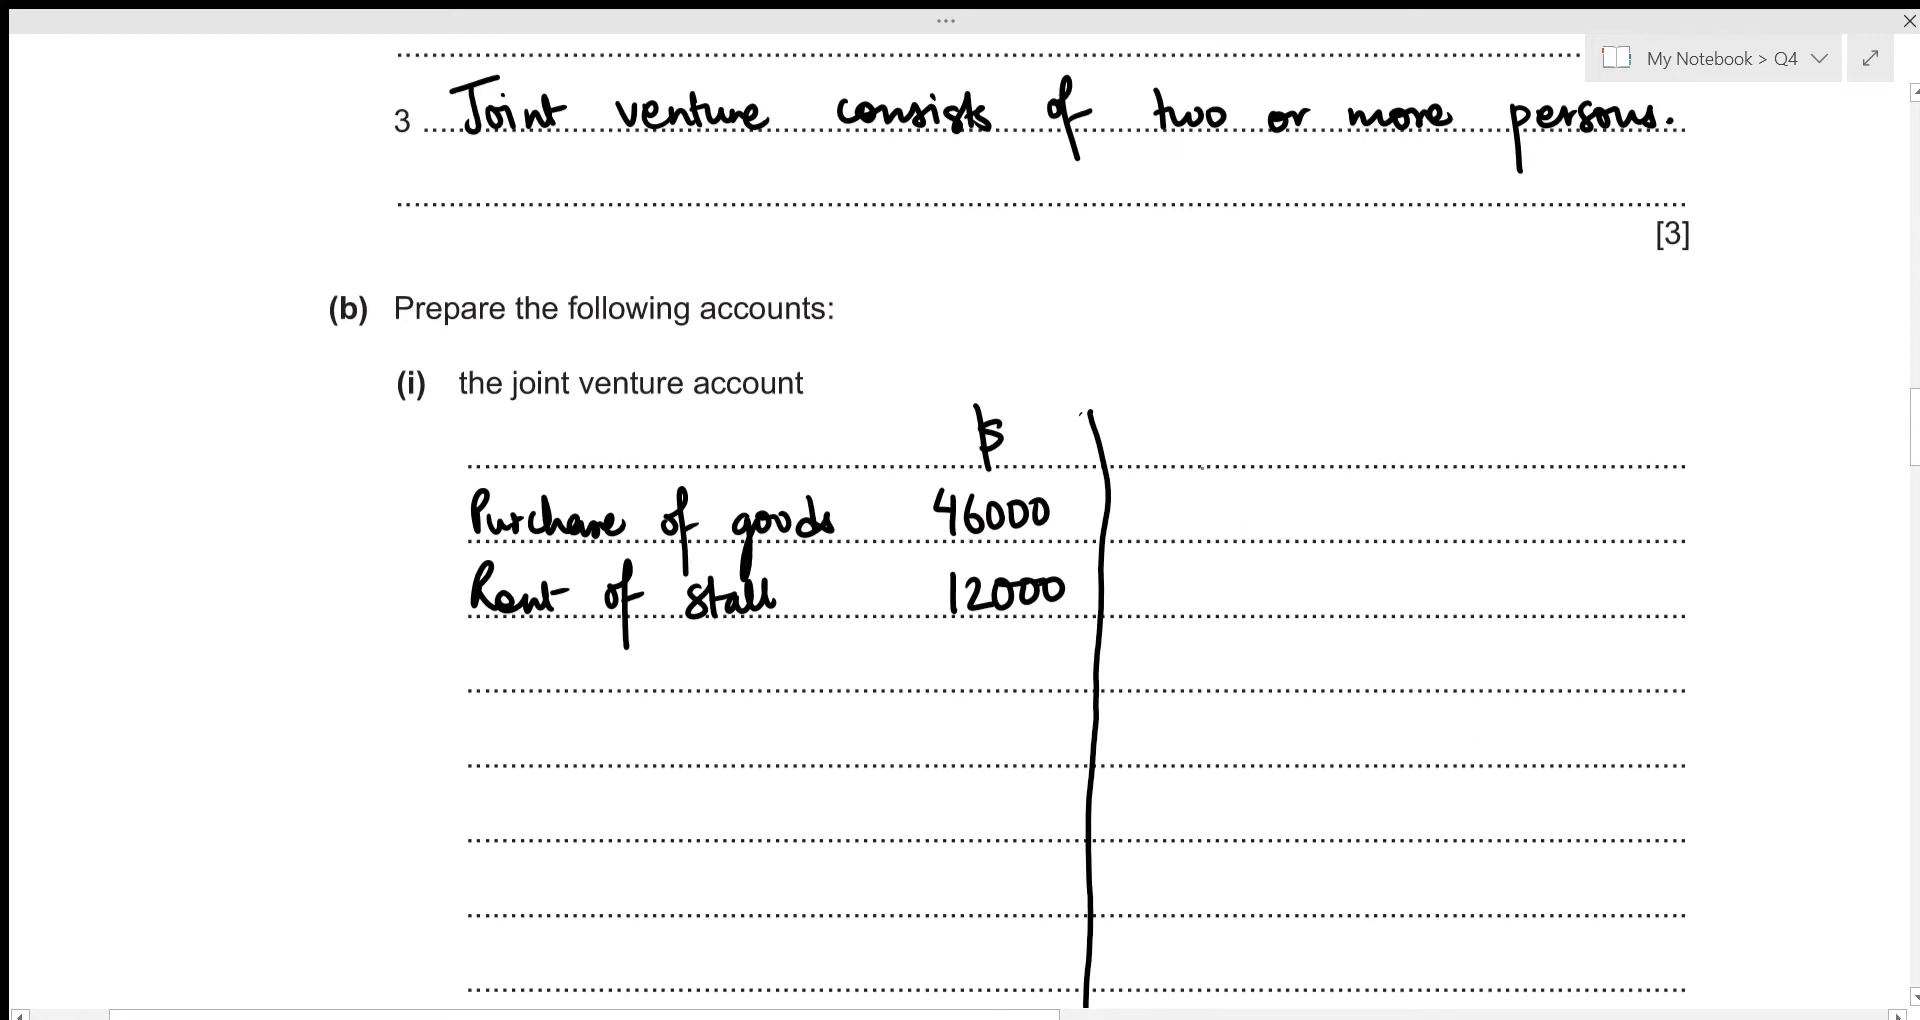 ...
My Notebook > Q4
3 Joint venture consists of two or more persons.
[3]
(b) Prepare the following accounts:
(i) the joint venture account
$
Purchase of goods 46000
Rent of stall 12000